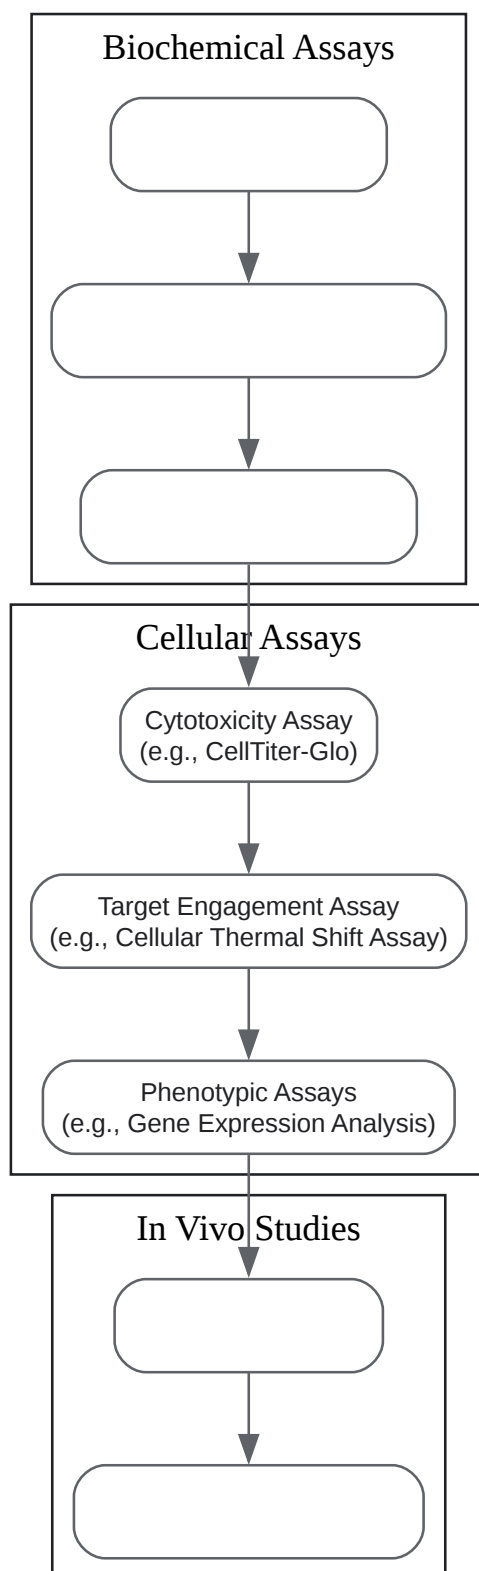 Biochemical Assays
Cellular Assays
Cytotoxicity Assay
(e.g., CellTiter-Glo)
Target Engagement Assay
(e.g., Cellular Thermal Shift Assay)
Phenotypic Assays
(e.g., Gene Expression Analysis)
In Vivo Studies